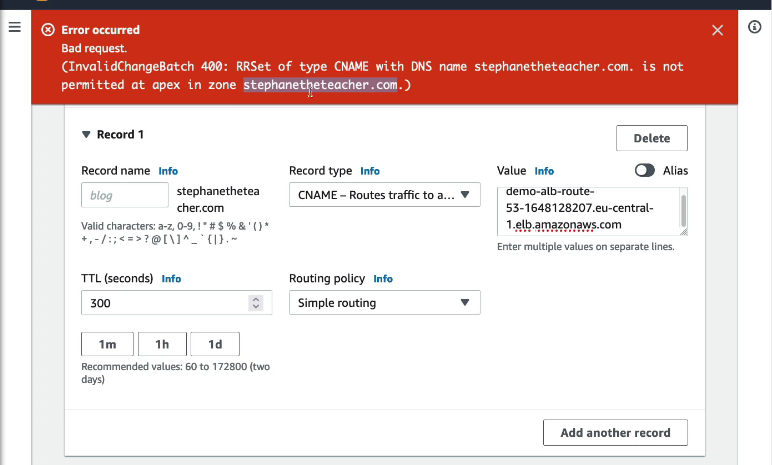 Error occurred
Bad request.
(InvalidChangeBatch 400: RRSet of type CNAME with DNS name stephanetheteacher.com. is not
permitted at apex in zone stephanetheteacher.com.)
Record 1
Delete
Record name Info
blog
stephanethetea
cher.com
Valid characters: a-z, 0-9, ! " # $ % & ' ( ) *
+ , - / : ; < = > ? @ [ \ ] ^ _ ` { | } . ~
Record type Info
CNAME – Routes traffic to a...
Value Info
Alias
demo-alb-route-
53-1648128207.eu-central-
1.elb.amazonaws.com
Enter multiple values on separate lines.
TTL (seconds) Info
300
1m 1h 1d
Recommended values: 60 to 172800 (two
days)
Routing policy Info
Simple routing
Add another record